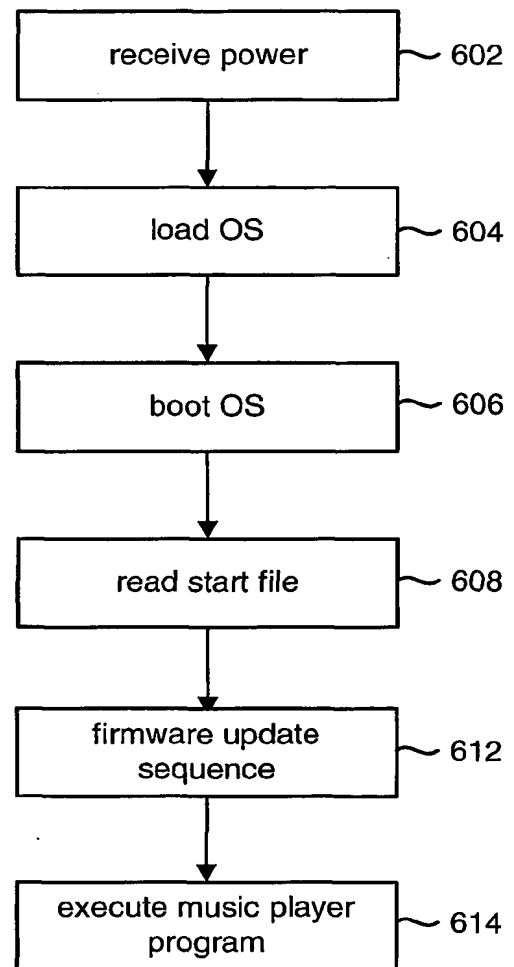 receive power
602
load OS
604
boot OS
606
read start file
608
firmware update
sequence
612
execute music player
program
614